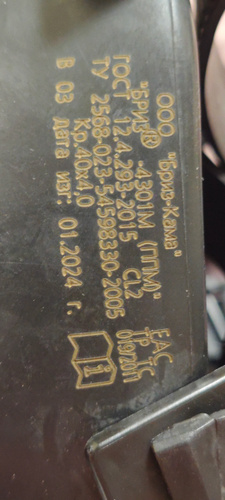 ООО "Бриз-Кама"
"Бриз®-4301М (ППМ)"
ГОСТ 12.4.293-2015 CL2
ТУ 2568-023-54598330-2005
Кр.40х4,0
В 03 дата изг: 01.2024 г.
EAC
ТР ТС
019/2011
i